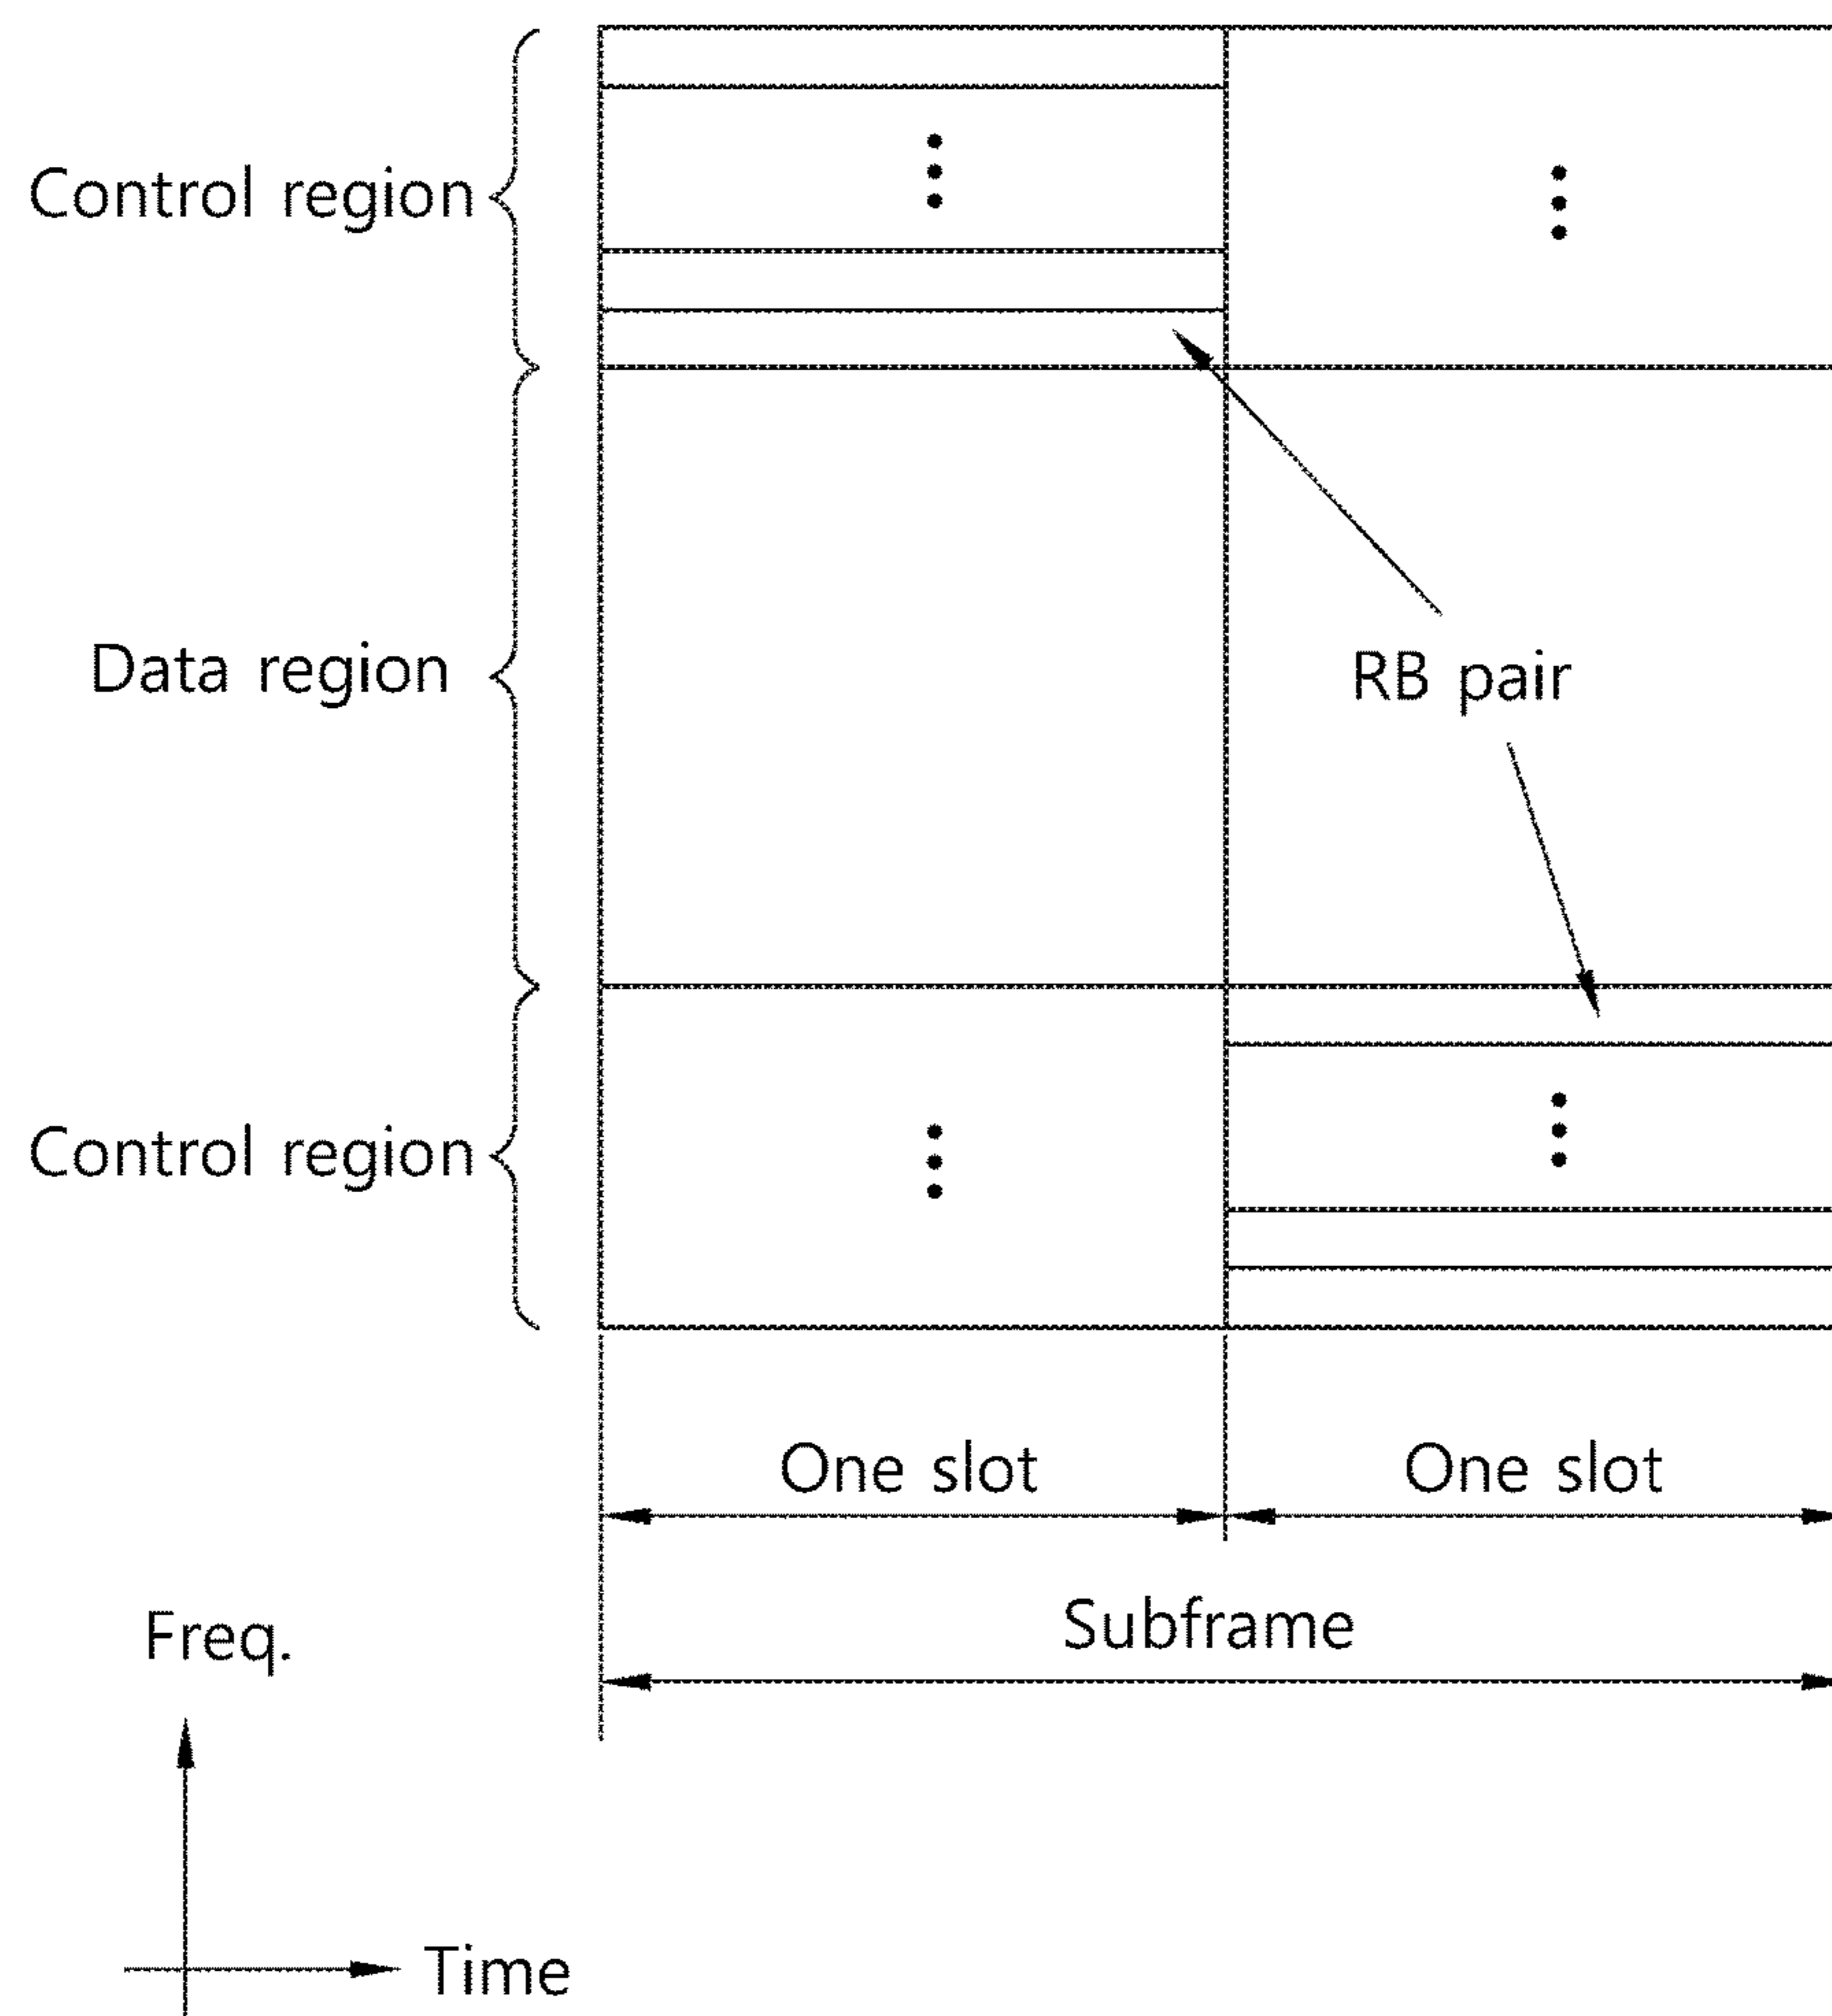 Control region
Data region
RB pair
Control region
One slot
One slot
Subframe
Freq.
Time